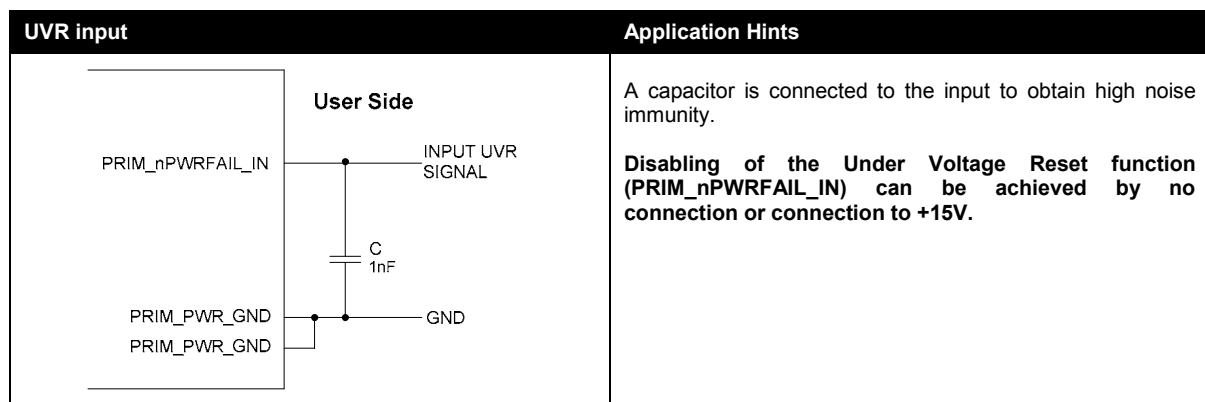 UVR input
Application Hints
User Side
PRIM_nPWRFAIL_IN
INPUT UVR
SIGNAL
C
1nF
PRIM_PWR_GND
GND
PRIM_PWR_GND
A capacitor is connected to the input to obtain high noise
immunity.
Disabling of the Under Voltage Reset function
(PRIM_nPWRFAIL_IN) can be achieved by no
connection or connection to +15V.